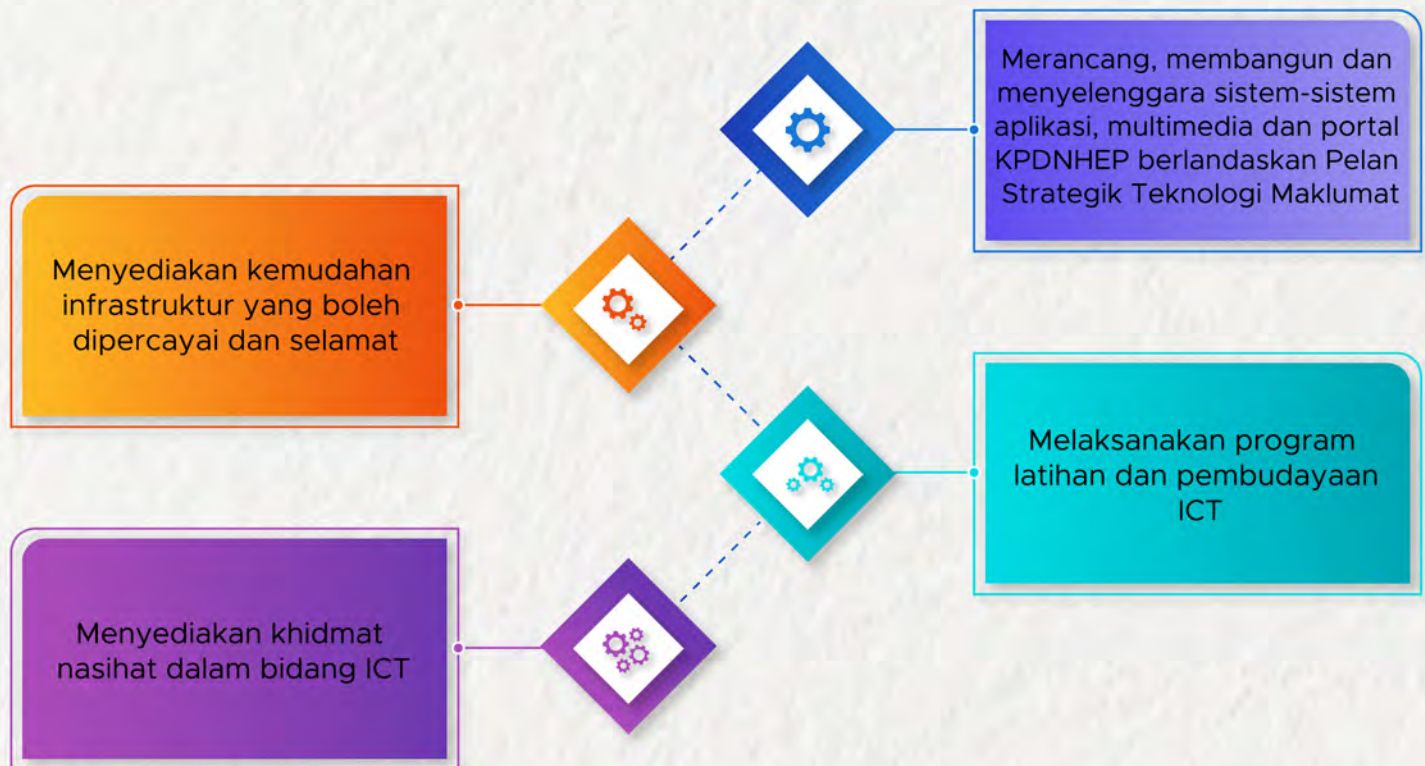 Merancang, membangun dan
menyelenggara sistem-sistem
aplikasi, multimedia dan portal
KPDNHEP berlandaskan Pelan
Strategik Teknologi Maklumat
Menyediakan kemudahan
infrastruktur yang boleh
dipercayai dan selamat
Melaksanakan program
latihan dan pembudayaan
ICT
Menyediakan khidmat
nasihat dalam bidang ICT